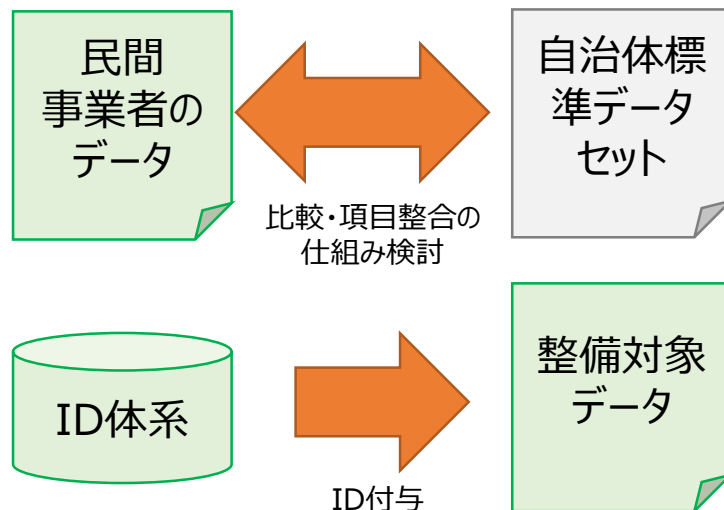 民間
事業者の
データ
自治体標
準データ
セット
比較・項目整合の
仕組み検討
ID体系
ID付与
整備対象
データ